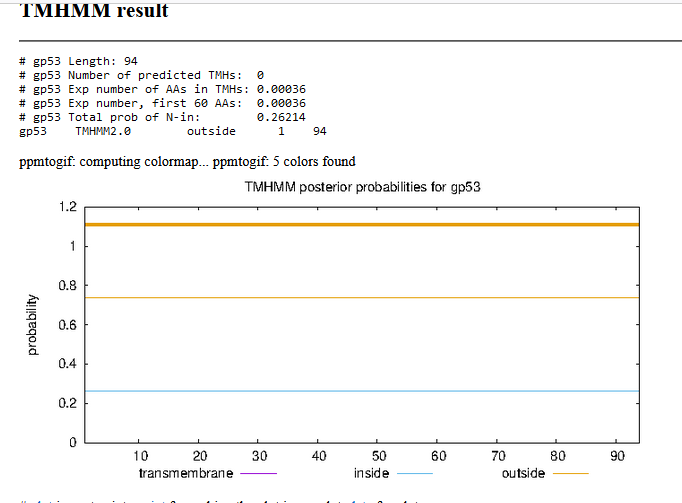 TMHMM result
# gp53 Length: 94
# gp53 Number of predicted TMHs:  0
# gp53 Exp number of AAs in TMHs: 0.00036
# gp53 Exp number, first 60 AAs:  0.00036
# gp53 Total prob of N-in:        0.26214
gp53    TMHMM2.0        outside      1    94
ppmtogif: computing colormap... ppmtogif: 5 colors found
TMHMM posterior probabilities for gp53
1.2
1
0.8
0.6
0.4
0.2
0
probability
10 20 30 40 50 60 70 80 90
transmembrane inside outside